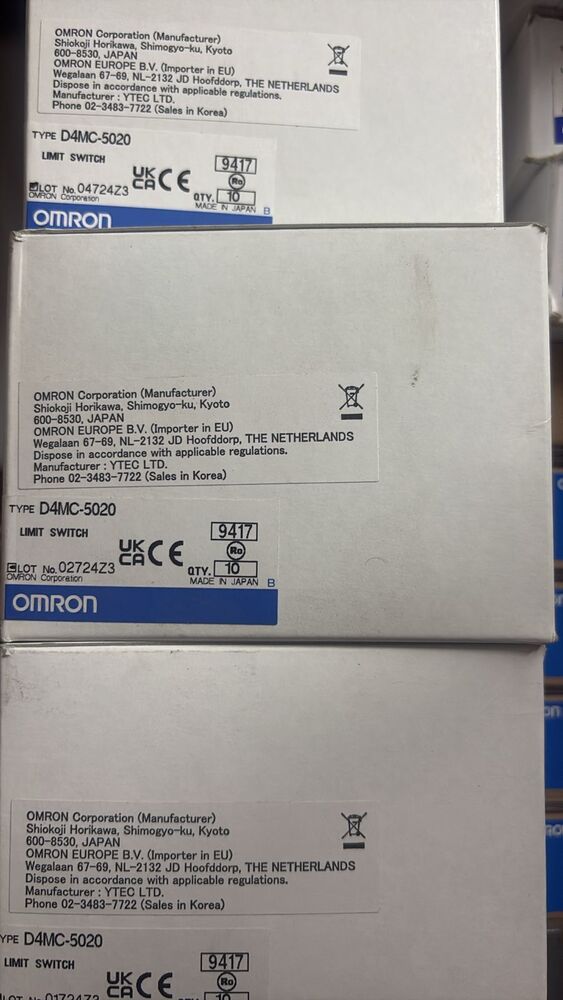 OMRON Corporation (Manufacturer)
Shiokoji Horikawa, Shimogyo-ku, Kyoto
600-8530, JAPAN
OMRON EUROPE B.V. (Importer in EU)
Wegalaan 67-69, NL-2132 JD Hoofddorp, THE NETHERLANDS
Dispose in accordance with applicable regulations.
Manufacturer : YTEC LTD.
Phone 02-3483-7722 (Sales in Korea)
TYPE D4MC-5020
LIMIT SWITCH
9417
UK CA CE
Ro
LOT No. 04724Z3
QTY. 10
OMRON Corporation
MADE IN JAPAN B
OMRON
OMRON Corporation (Manufacturer)
Shiokoji Horikawa, Shimogyo-ku, Kyoto
600-8530, JAPAN
OMRON EUROPE B.V. (Importer in EU)
Wegalaan 67-69, NL-2132 JD Hoofddorp, THE NETHERLANDS
Dispose in accordance with applicable regulations.
Manufacturer : YTEC LTD.
Phone 02-3483-7722 (Sales in Korea)
TYPE D4MC-5020
LIMIT SWITCH
9417
UK CA CE
Ro
LOT No. 02724Z3
QTY. 10
OMRON Corporation
MADE IN JAPAN B
OMRON
OMRON Corporation (Manufacturer)
Shiokoji Horikawa, Shimogyo-ku, Kyoto
600-8530, JAPAN
OMRON EUROPE B.V. (Importer in EU)
Wegalaan 67-69, NL-2132 JD Hoofddorp, THE NETHERLANDS
Dispose in accordance with applicable regulations.
Manufacturer : YTEC LTD.
Phone 02-3483-7722 (Sales in Korea)
YPE D4MC-5020
LIMIT SWITCH
9417
UK CA CE
Ro